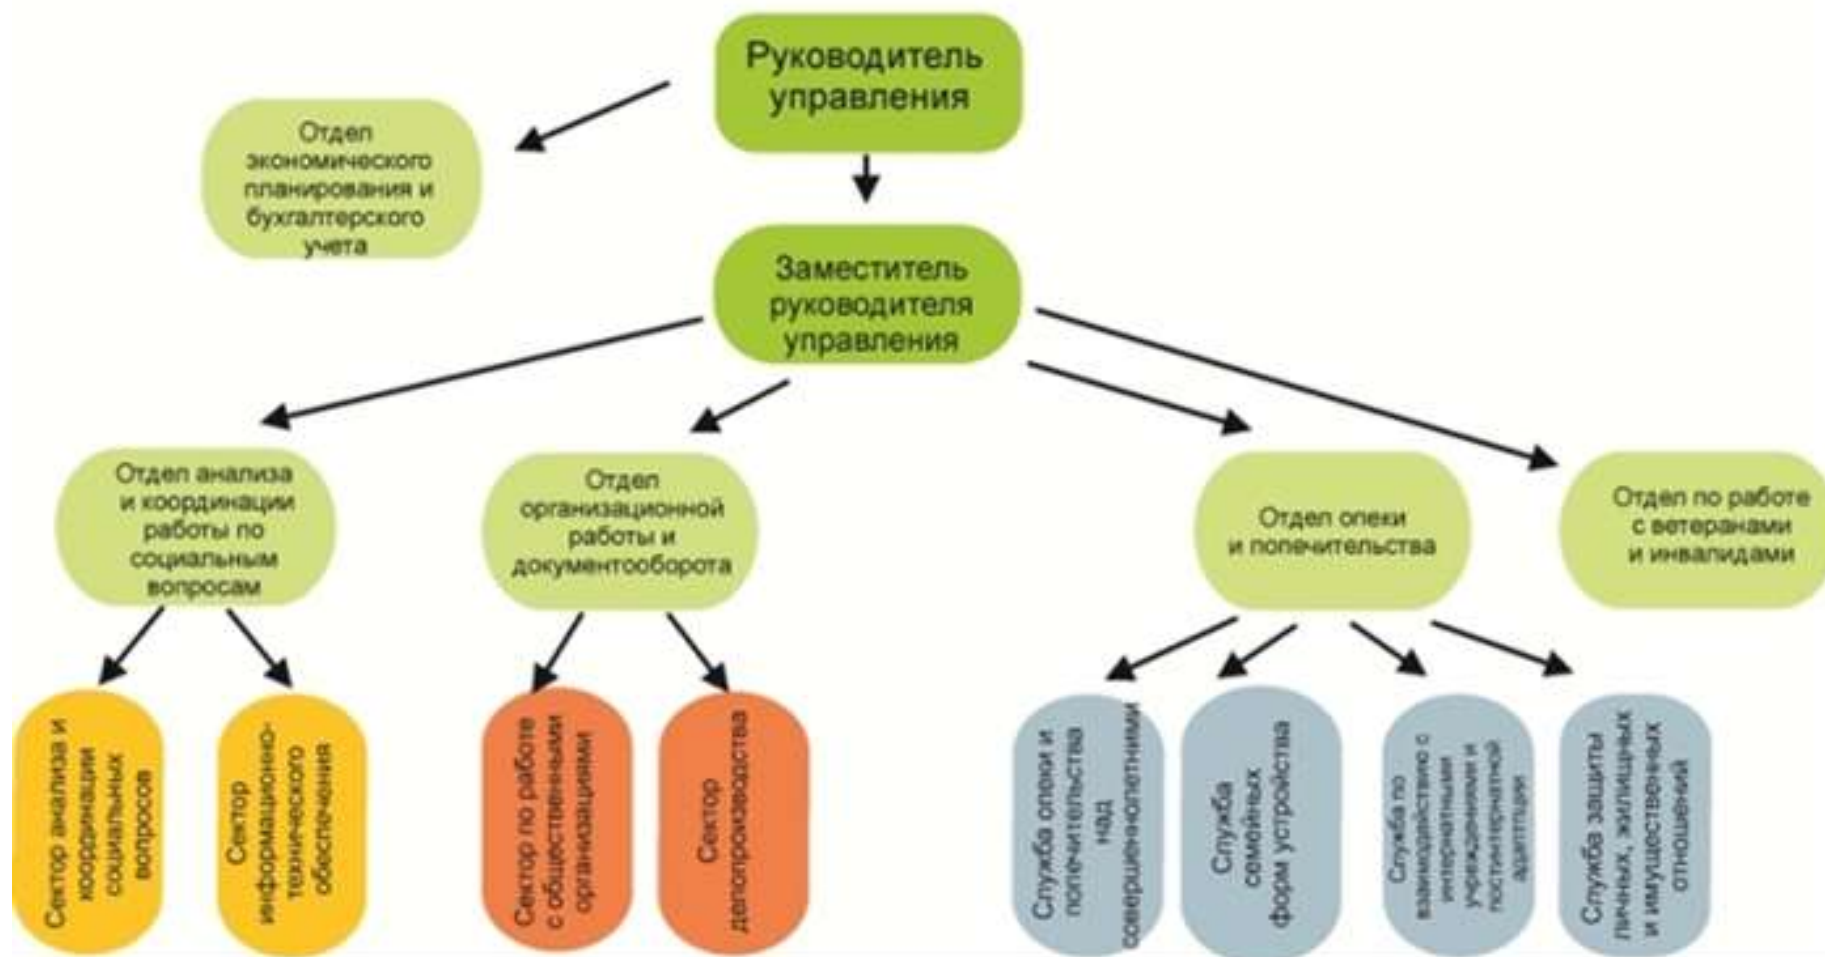 Руководитель
управления
Отдел
экономического
планирования и
бухгалтерского
учета
Заместитель
руководителя
управления
Отдел анализа
и координации
работы по
социальным
вопросам
Отдел
организационной
работы и
документооборота
Отдел опеки
и попечительства
Отдел по работе
с ветеранами
и инвалидами
Сектор анализа и
координации
социальных
вопросов
Сектор
информационно-
технического
обеспечения
Сектор по работе
с общественными
организациями
Сектор
делопроизводства
Служба опеки и
попечительства
над
совершеннолетними
Служба
семейных
форм устройства
Служба по
взаимодействию с
интернатными
учреждениями и
постинтернатной
адаптции
Служба защиты
личных, жилищных
и имущественных
отношений